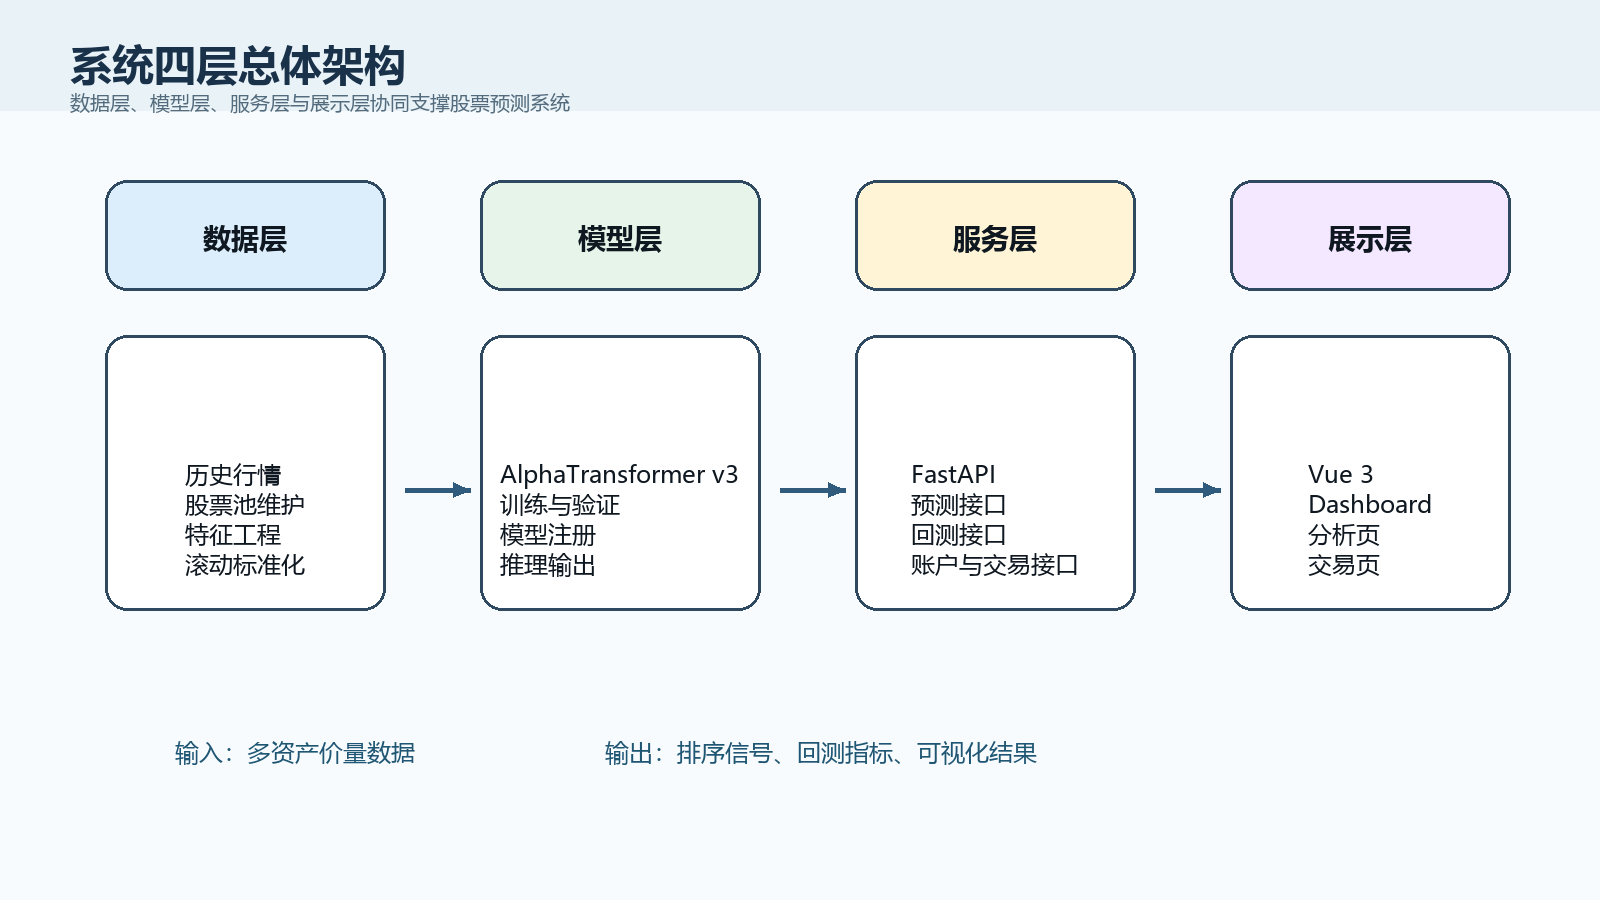 系统四层总体架构
数据层、模型层、服务层与展示层协同支撑股票预测系统
数据层
模型层
服务层
展示层
历史行情
股票池维护
特征工程
滚动标准化
AlphaTransformer v3
训练与验证
模型注册
推理输出
FastAPI
预测接口
回测接口
账户与交易接口
Vue 3
Dashboard
分析页
交易页
输入：多资产价量数据
输出：排序信号、回测指标、可视化结果